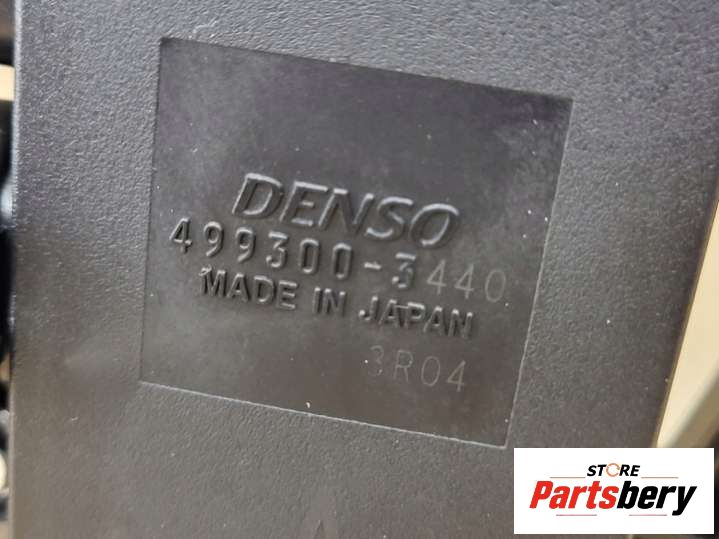 DENSO
499300-3440
MADE IN JAPAN
3R04
STORE
Partsbery